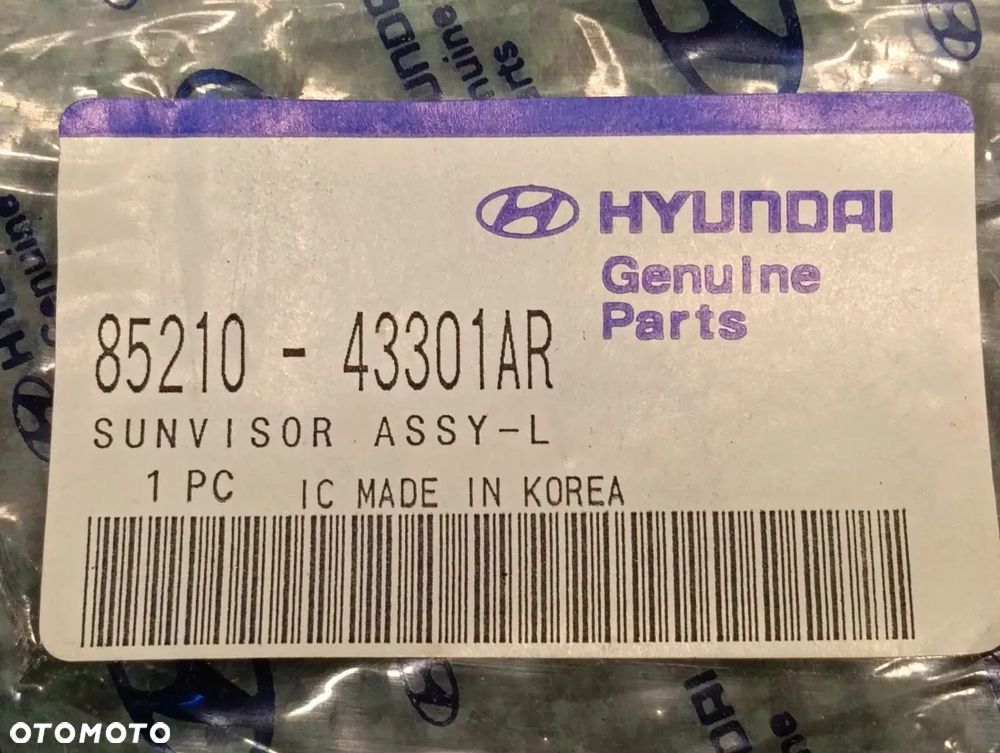 HYUNDAI
Genuine
Parts
85210 - 43301AR
SUNVISOR ASSY-L
1 PC IC MADE IN KOREA
OTOMOTO